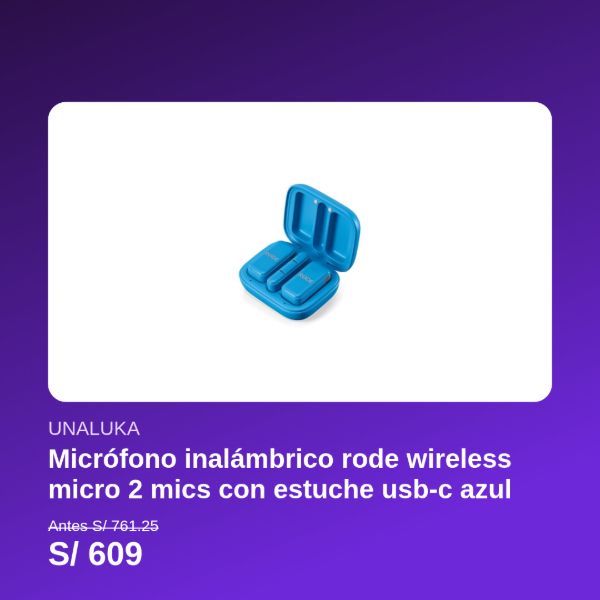 UNALUKA
Micrófono inalámbrico rode wireless
micro 2 mics con estuche usb-c azul
Antes S/ 761.25
S/ 609